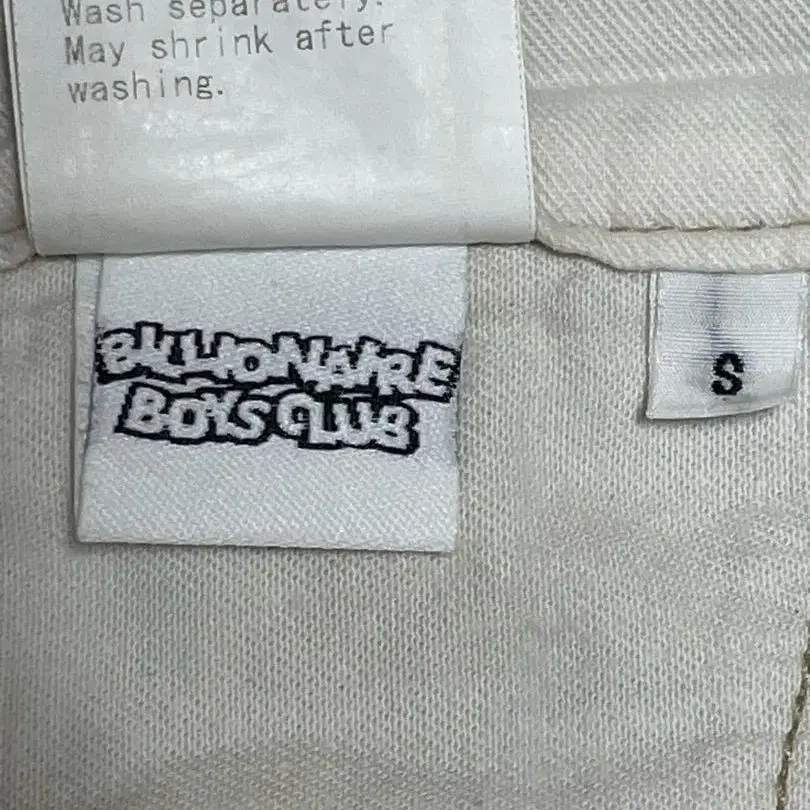 Wash separately.
May shrink after
washing.
BILLIONAIRE
BOYS CLUB
S